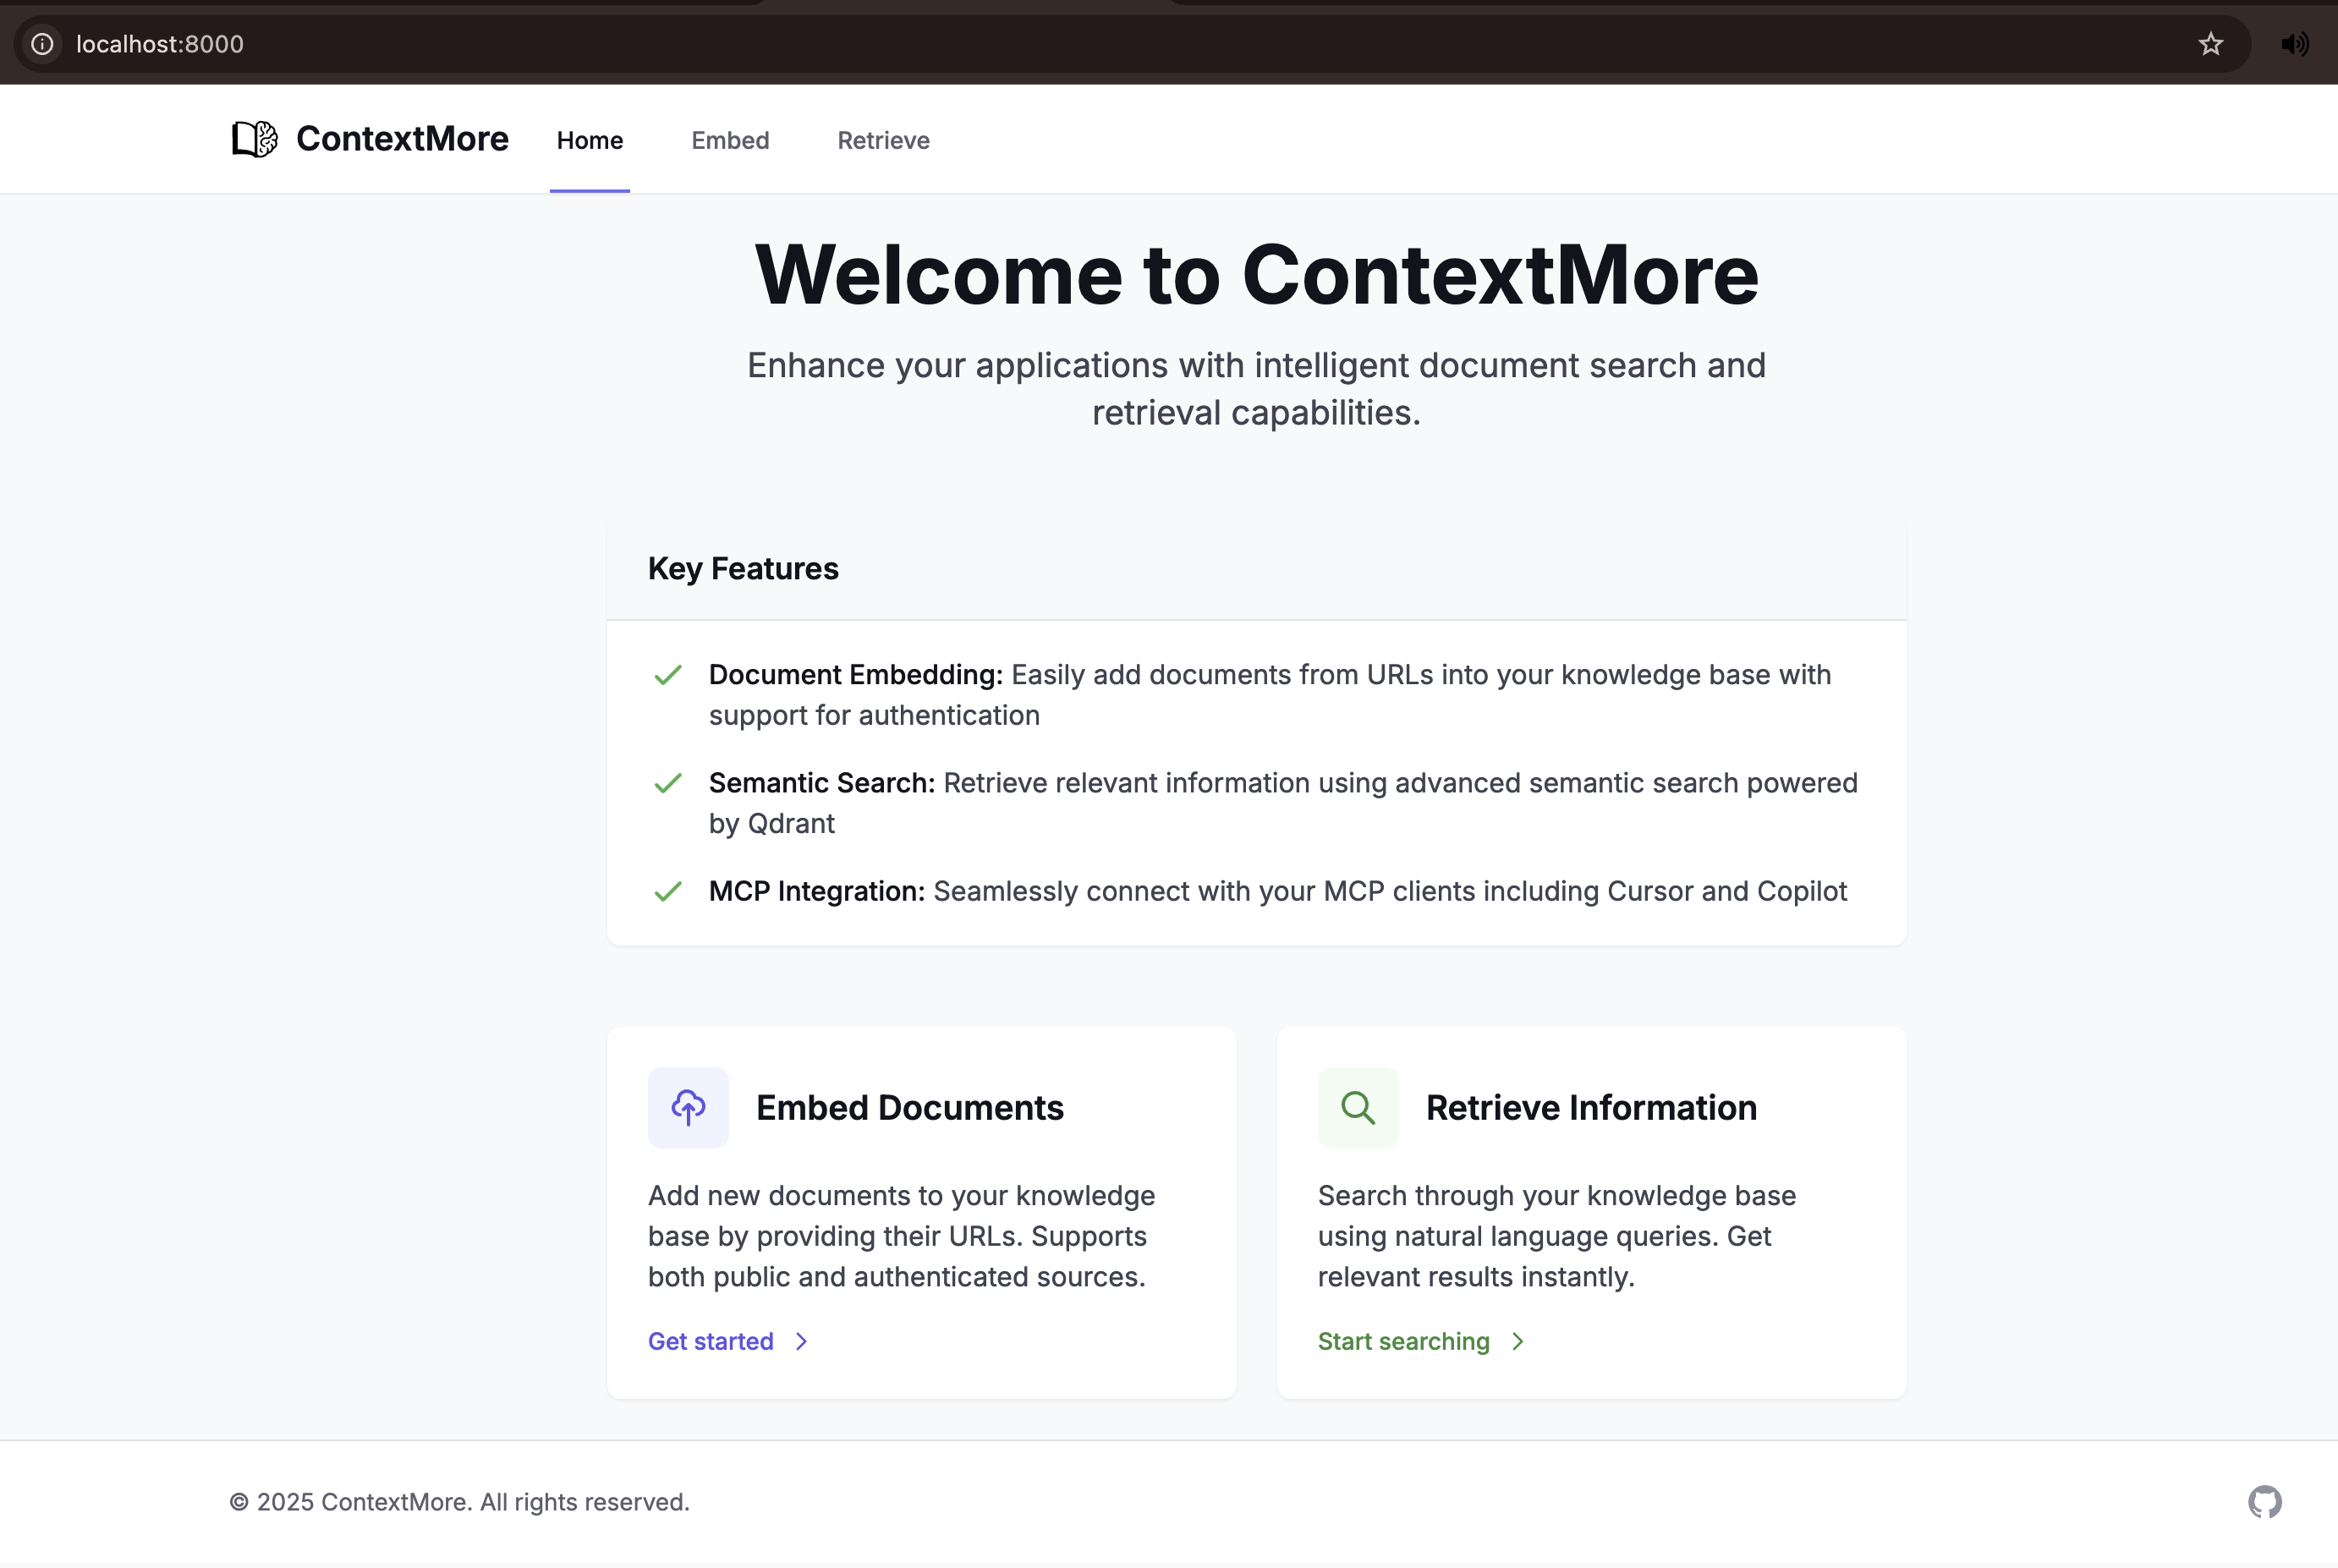 localhost:8000
ContextMore
Home
Embed
Retrieve
Welcome to ContextMore
Enhance your applications with intelligent document search and
retrieval capabilities.
Key Features
Document Embedding: Easily add documents from URLs into your knowledge base with
support for authentication
Semantic Search: Retrieve relevant information using advanced semantic search powered
by Qdrant
MCP Integration: Seamlessly connect with your MCP clients including Cursor and Copilot
Embed Documents
Add new documents to your knowledge
base by providing their URLs. Supports
both public and authenticated sources.
Get started
Retrieve Information
Search through your knowledge base
using natural language queries. Get
relevant results instantly.
Start searching
© 2025 ContextMore. All rights reserved.